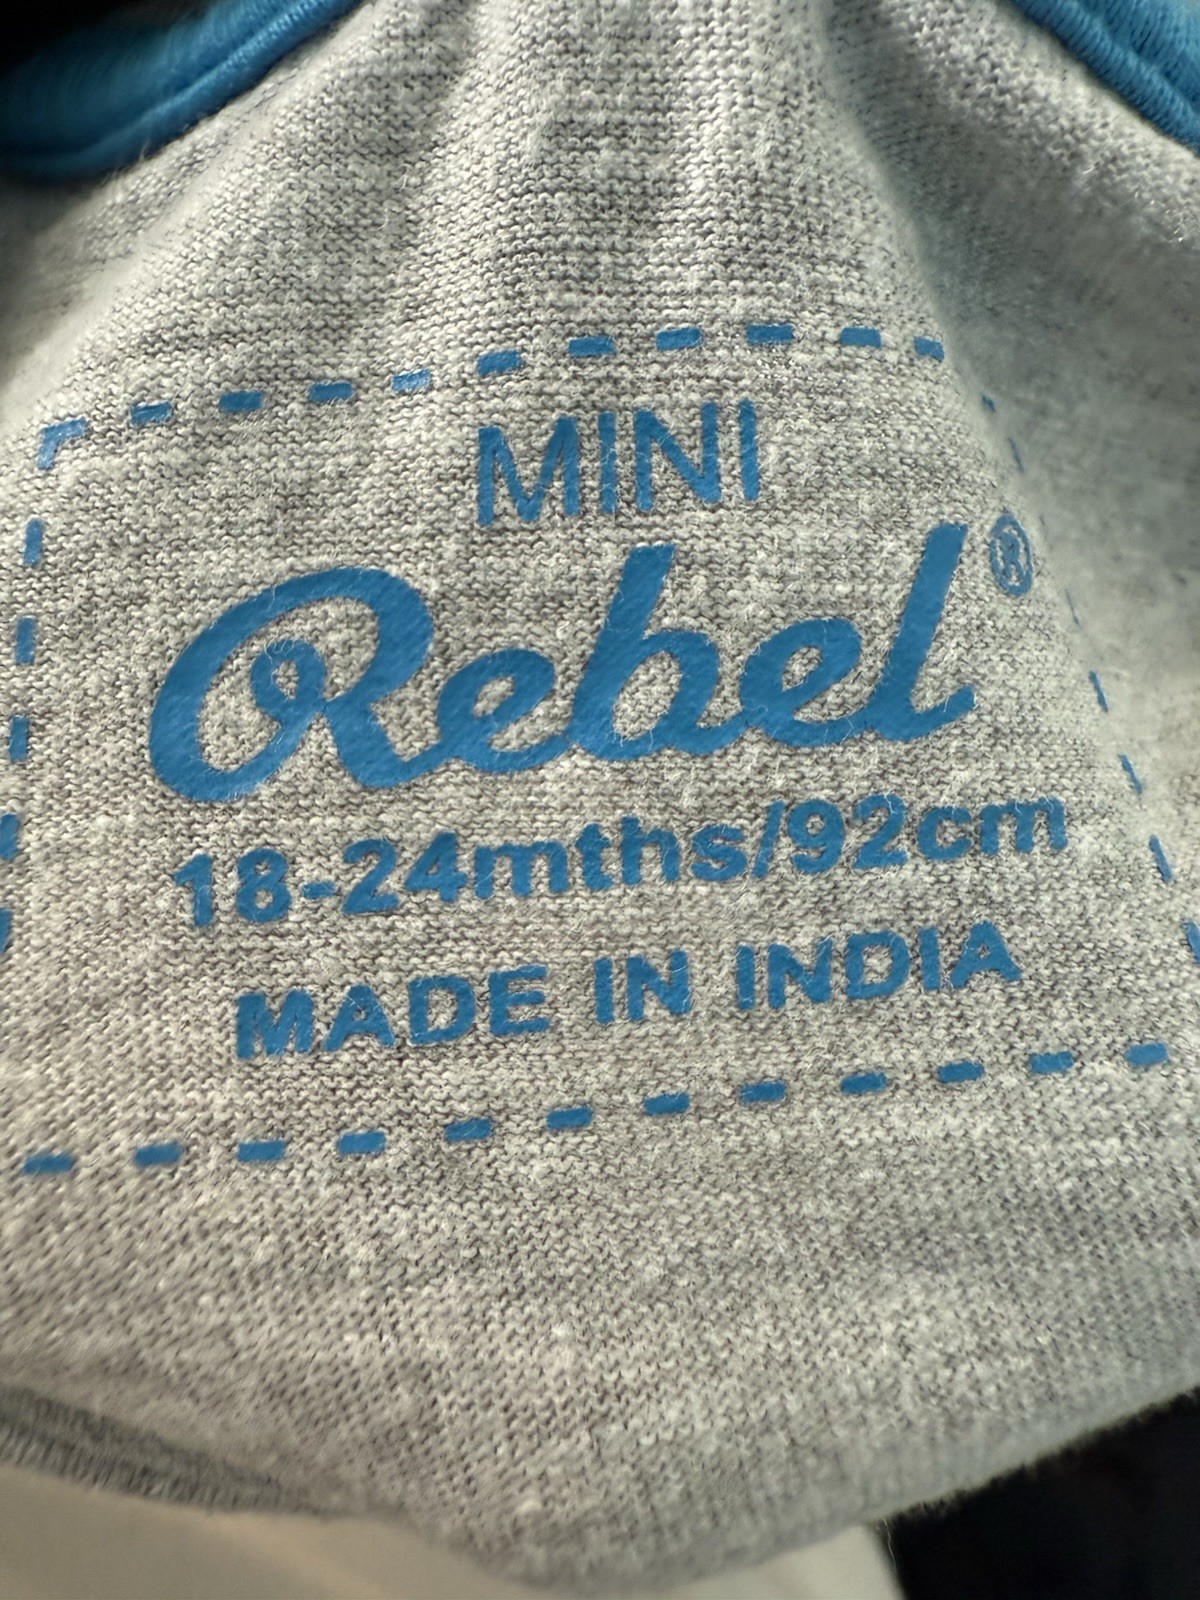 MINI
Rebel®
18-24mths/92cm
MADE IN INDIA